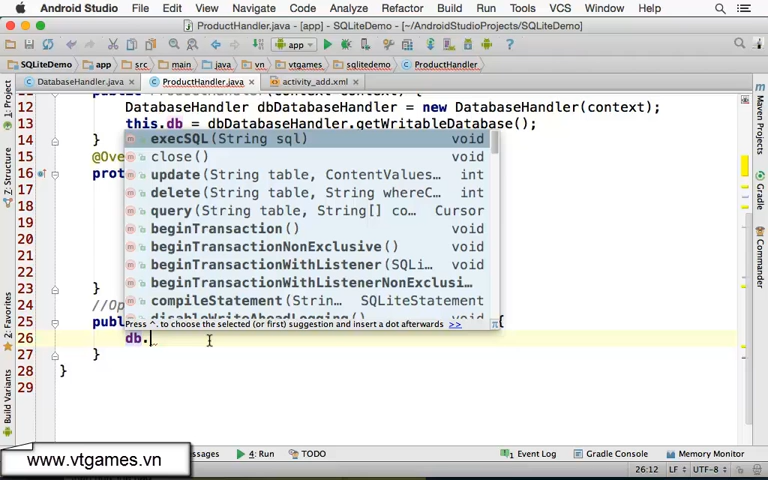 Android Studio File Edit View Navigate Code Analyze Refactor Build Run Tools VCS Window Help
ProductHandler.java - [app] - SQLiteDemo - [~/AndroidStudioProjects/SQLiteDemo]
app
SQLiteDemo app src main java vn vtgames sqlitedemo ProductHandler
DatabaseHandler.java ProductHandler.java activity_add.xml
1: Project
7: Structure
2: Favorites
Build Variants
12 DatabaseHandler dbDatabaseHandler = new DatabaseHandler(context);
13 this.db = dbDatabaseHandler.getWritableDatabase();
14 }
15 @Ove
16 prot
17
18
19
20
21
22
23 }
24 //Op
25 publ {
26 db.
27 }
28 }
29
execSQL(String sql) void
close() void
update(String table, ContentValues… int
delete(String table, String whereC… int
query(String table, String[] co… Cursor
beginTransaction() void
beginTransactionNonExclusive() void
beginTransactionWithListener(SQLi… void
beginTransactionWithListenerNonExclusi…
compileStatement(Strin… SQLiteStatement
disableWriteAheadLogging() void
Press ^. to choose the selected (or first) suggestion and insert a dot afterwards >>
π
Maven Projects
Gradle
Commander
www.vtgames.vn
4: Run TODO Event Log Gradle Console Memory Monitor
26:12 LF UTF-8